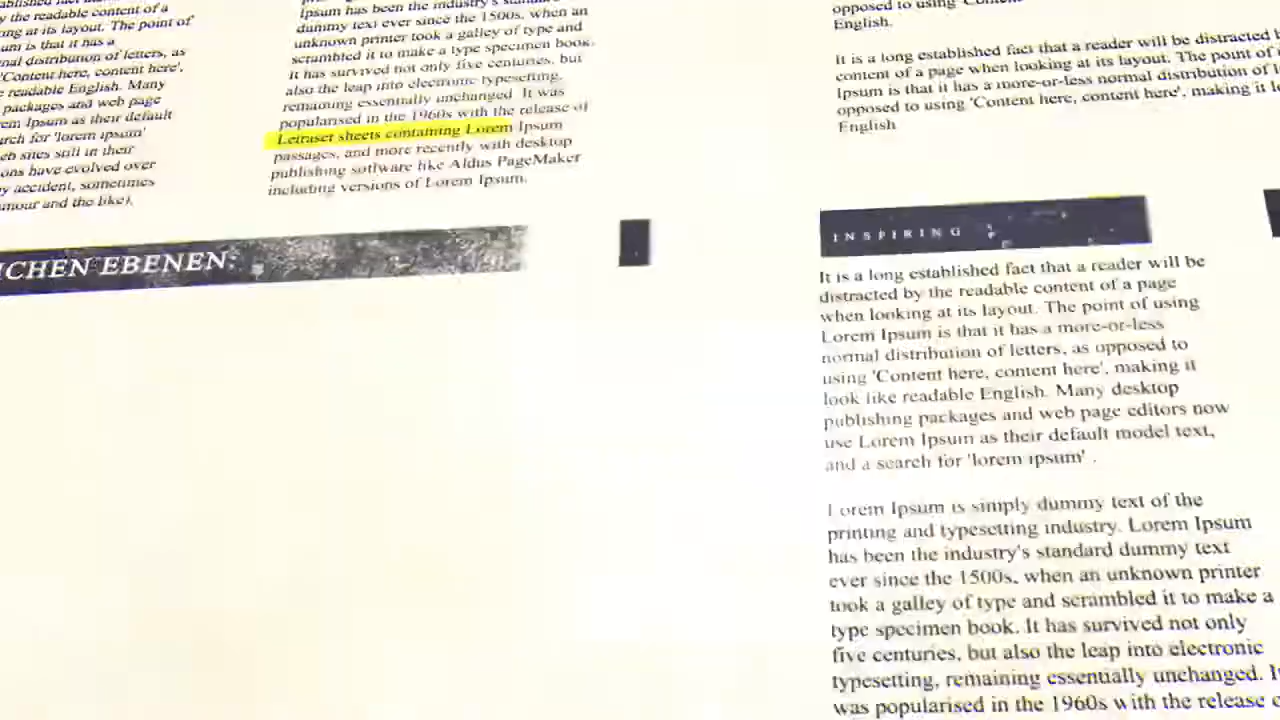 y the readable content of a
ng at its layout. The point of
um is that it has a
nal distribution of letters, as
'Content here, content here',
e readable English. Many
packages and web page
rem Ipsum as their default
arch for 'lorem ipsum'
eb sites still in their
ons have evolved over
by accident, sometimes
umour and the like).
Ipsum has been the industry's standard
dummy text ever since the 1500s, when an
unknown printer took a galley of type and
scrambled it to make a type specimen book.
It has survived not only five centuries, but
also the leap into electronic typesetting,
remaining essentially unchanged. It was
popularised in the 1960s with the release of
Letraset sheets containing Lorem Ipsum
passages, and more recently with desktop
publishing software like Aldus PageMaker
including versions of Lorem Ipsum.
ICHEN EBENEN:
opposed to using 'Content
English.
It is a long established fact that a reader will be distracted b
content of a page when looking at its layout. The point of
Ipsum is that it has a more-or-less normal distribution of l
opposed to using 'Content here, content here', making it lo
English
INSPIRING
It is a long established fact that a reader will be
distracted by the readable content of a page
when looking at its layout. The point of using
Lorem Ipsum is that it has a more-or-less
normal distribution of letters, as opposed to
using 'Content here, content here', making it
look like readable English. Many desktop
publishing packages and web page editors now
use Lorem Ipsum as their default model text,
and a search for 'lorem ipsum' .
Lorem Ipsum is simply dummy text of the
printing and typesetting industry. Lorem Ipsum
has been the industry's standard dummy text
ever since the 1500s, when an unknown printer
took a galley of type and scrambled it to make a
type specimen book. It has survived not only
five centuries, but also the leap into electronic
typesetting, remaining essentially unchanged. It
was popularised in the 1960s with the release o